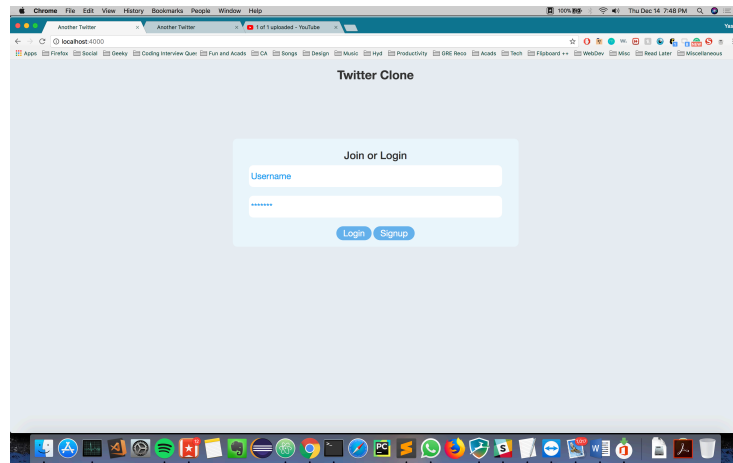 Chrome File Edit View History Bookmarks People Window Help 100% Thu Dec 14 7:48 PM
Another Twitter Another Twitter 1 of 1 uploaded - YouTube
localhost:4000
Apps Firefox Social Geeky Coding Interview Ques Fun and Acads CA Songs Design Music Hyd Productivity GRE Reco Acads Tech Flipboard ++ WebDev Misc Read Later Miscellaneous
Twitter Clone
Join or Login
Username
*******
Login Signup